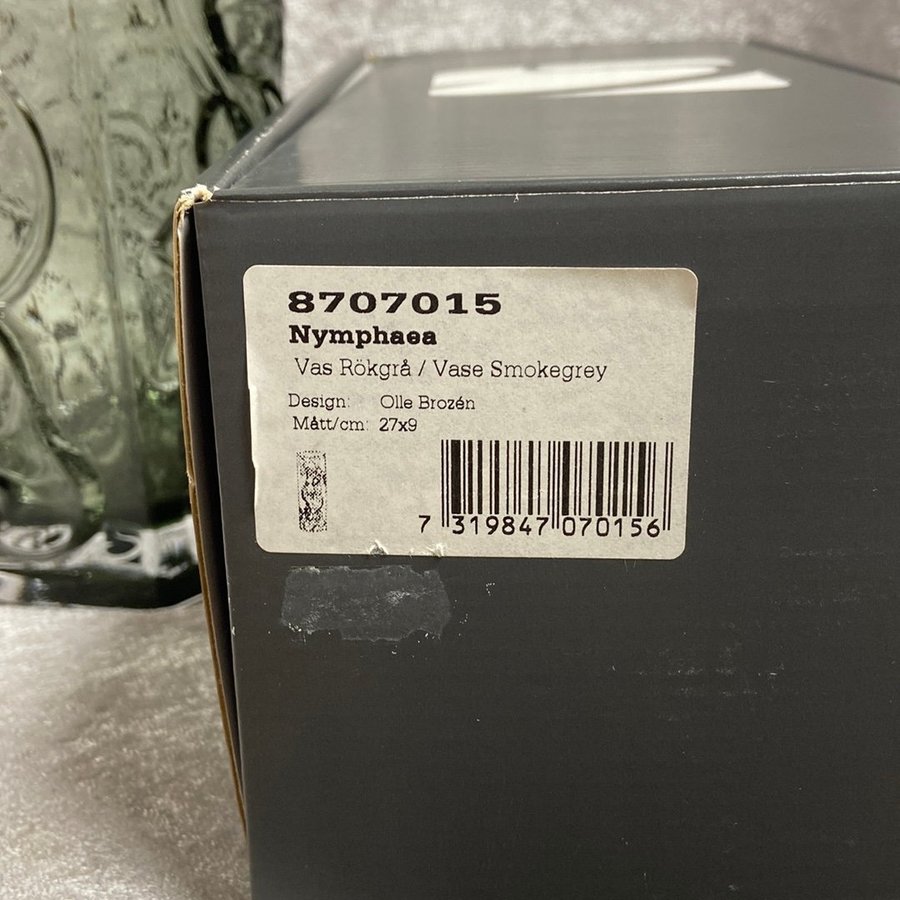 8707015
Nymphaea
Vas Rökgrå / Vase Smokegrey
Design: Olle Brozén
Mått/cm: 27x9
7 319847 070156